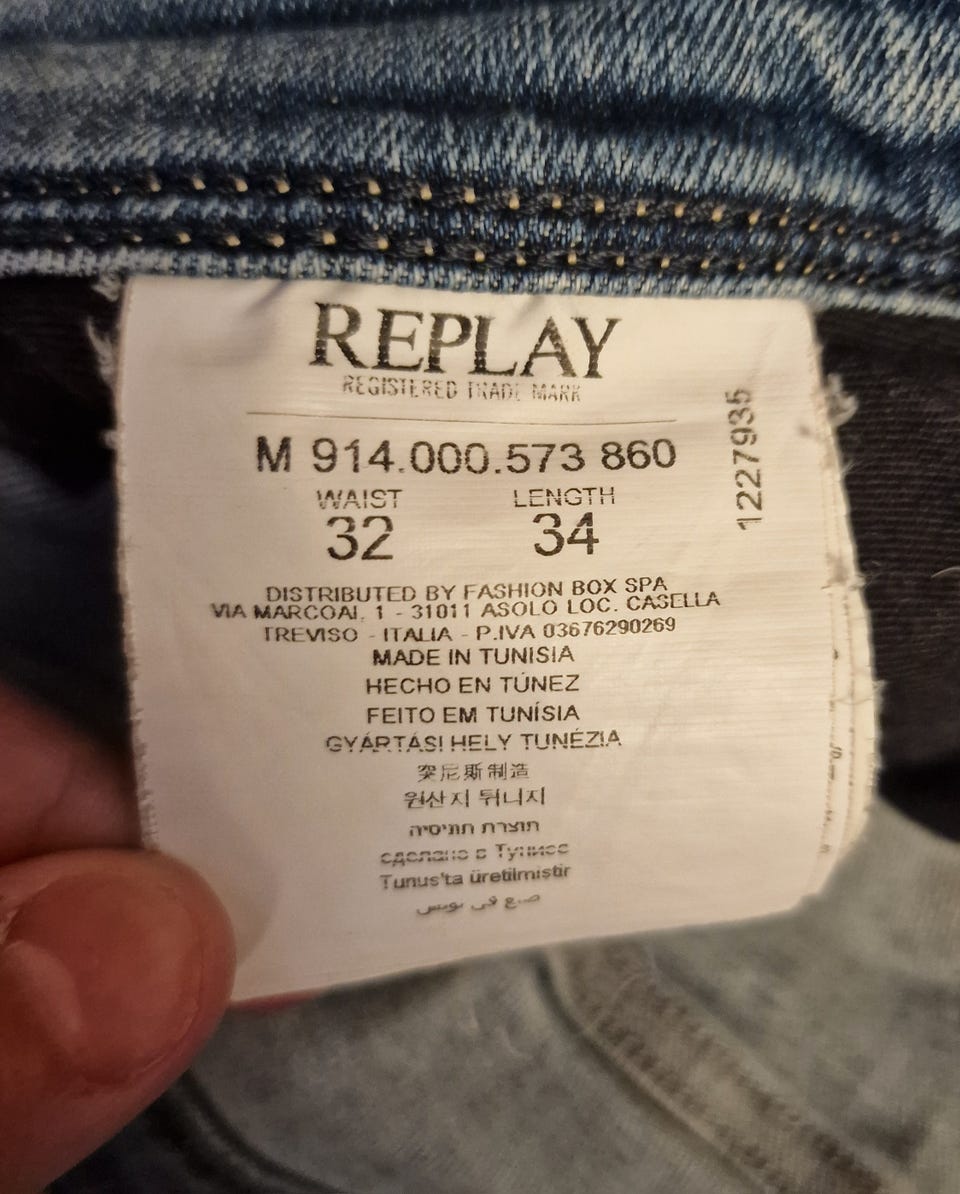 REPLAY
REGISTERED TRADE MARK
M 914.000.573 860
1227935
WAIST LENGTH
32 34
DISTRIBUTED BY FASHION BOX SPA
VIA MARCOAI, 1 - 31011 ASOLO LOC. CASELLA
TREVISO - ITALIA - P.IVA 03676290269
MADE IN TUNISIA
HECHO EN TÚNEZ
FEITO EM TUNÍSIA
GYÁRTÁSI HELY TUNÉZIA
突尼斯制造
원산지 튀니지
תוצרת תוניסיה
сделано в Тунисе
Tunus'ta üretilmiştir
صنع في تونس